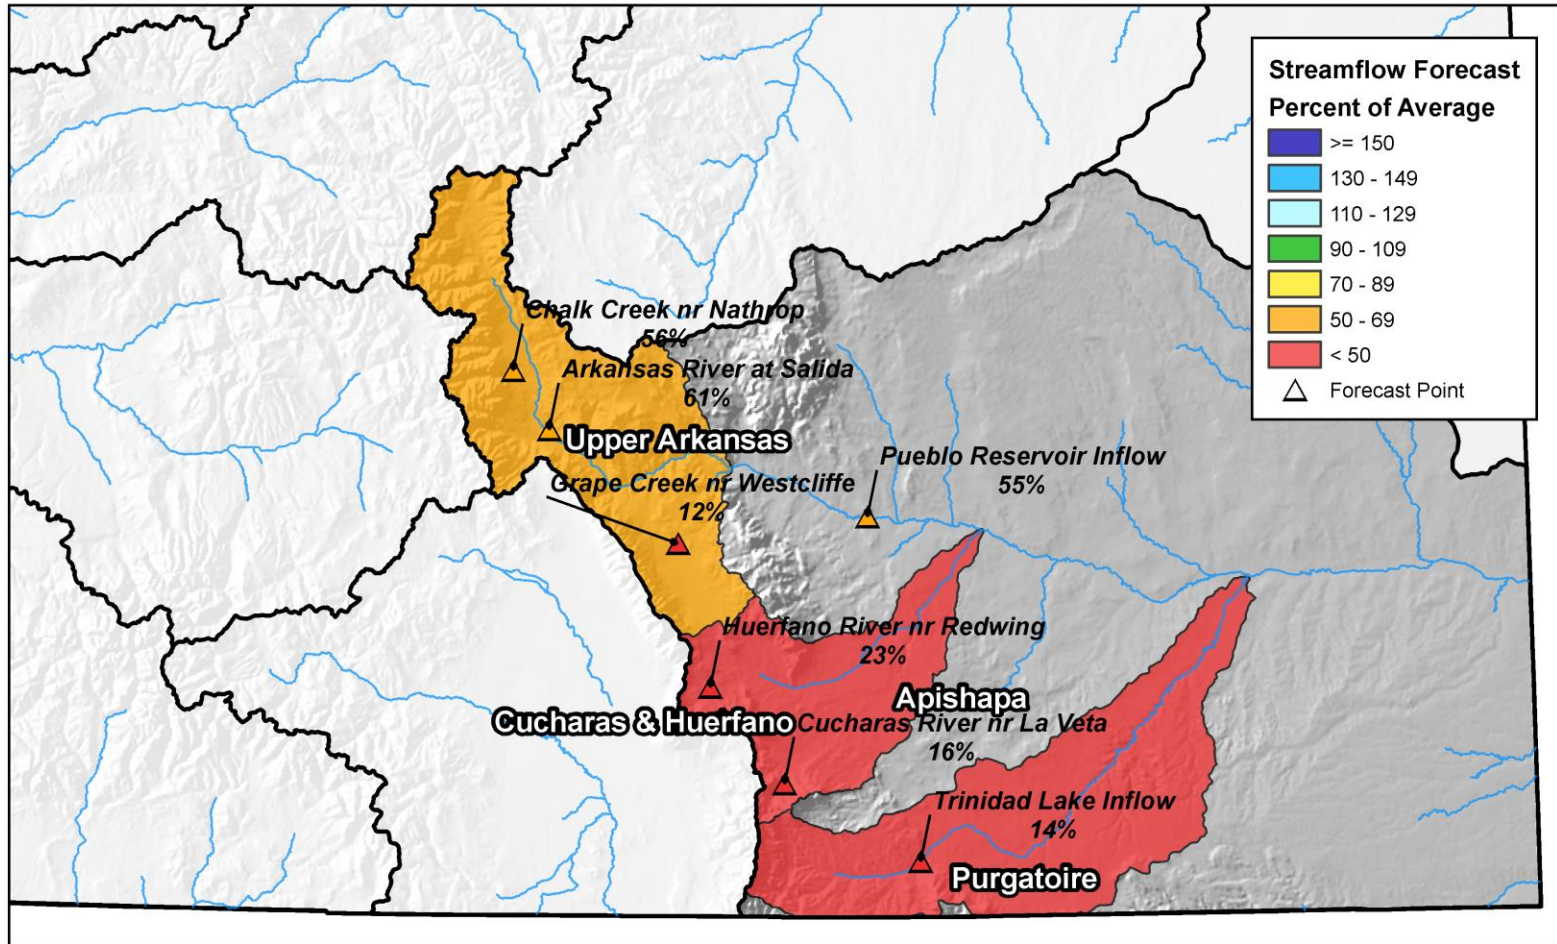 Streamflow Forecast
Percent of Average
>= 150
130 - 149
110 - 129
90 - 109
70 - 89
50 - 69
< 50
Forecast Point
Chalk Creek nr Nathrop
56%
Arkansas River at Salida
61%
Upper Arkansas
Pueblo Reservoir Inflow
55%
Grape Creek nr Westcliffe
12%
Huerfano River nr Redwing
23%
Apishapa
Cucharas & Huerfano
Cucharas River nr La Veta
16%
Trinidad Lake Inflow
14%
Purgatoire